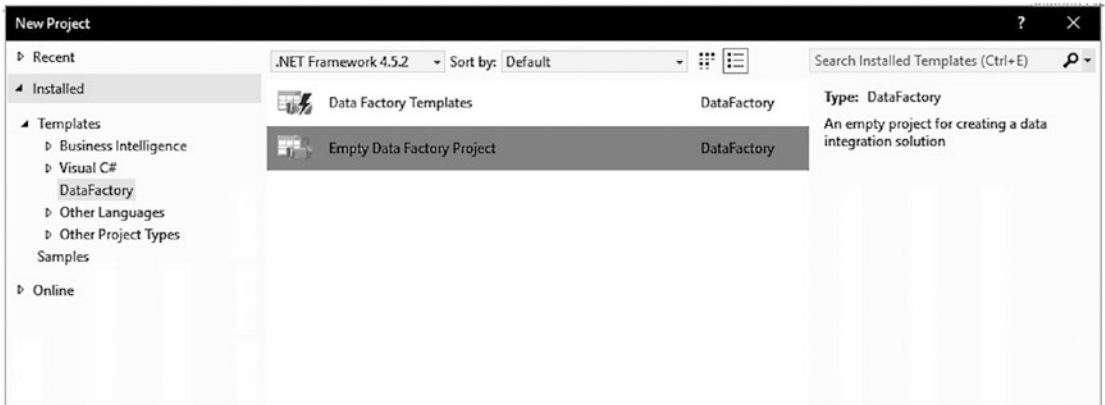 New Project
?
Recent
Installed
Templates
Business Intelligence
Visual C#
DataFactory
Other Languages
Other Project Types
Samples
Online
.NET Framework 4.5.2 Sort by: Default
Data Factory Templates DataFactory
Empty Data Factory Project DataFactory
Search Installed Templates (Ctrl+E)
Type: DataFactory
An empty project for creating a data
integration solution